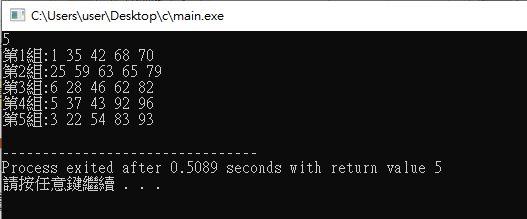 C:\Users\user\Desktop\c\main.exe
5
第1組:1 35 42 68 70
第2組:25 59 63 65 79
第3組:6 28 46 62 82
第4組:5 37 43 92 96
第5組:3 22 54 83 93
--------------------------------
Process exited after 0.5089 seconds with return value 5
請按任意鍵繼續 . . .